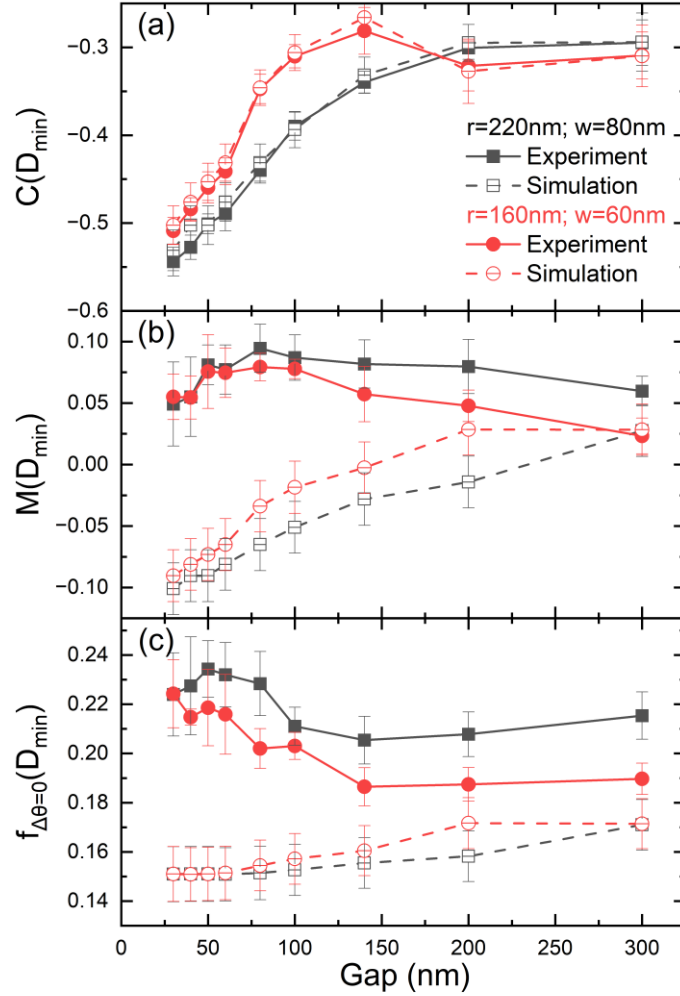 (a)
−0.3
−0.4
−0.5
−0.6
C(D_min)
r=220nm; w=80nm
Experiment
Simulation
r=160nm; w=60nm
Experiment
Simulation
(b)
0.10
0.05
0.00
−0.05
−0.10
M(D_min)
(c)
0.24
0.22
0.20
0.18
0.16
0.14
f_Δθ=0(D_min)
0 50 100 150 200 250 300
Gap (nm)